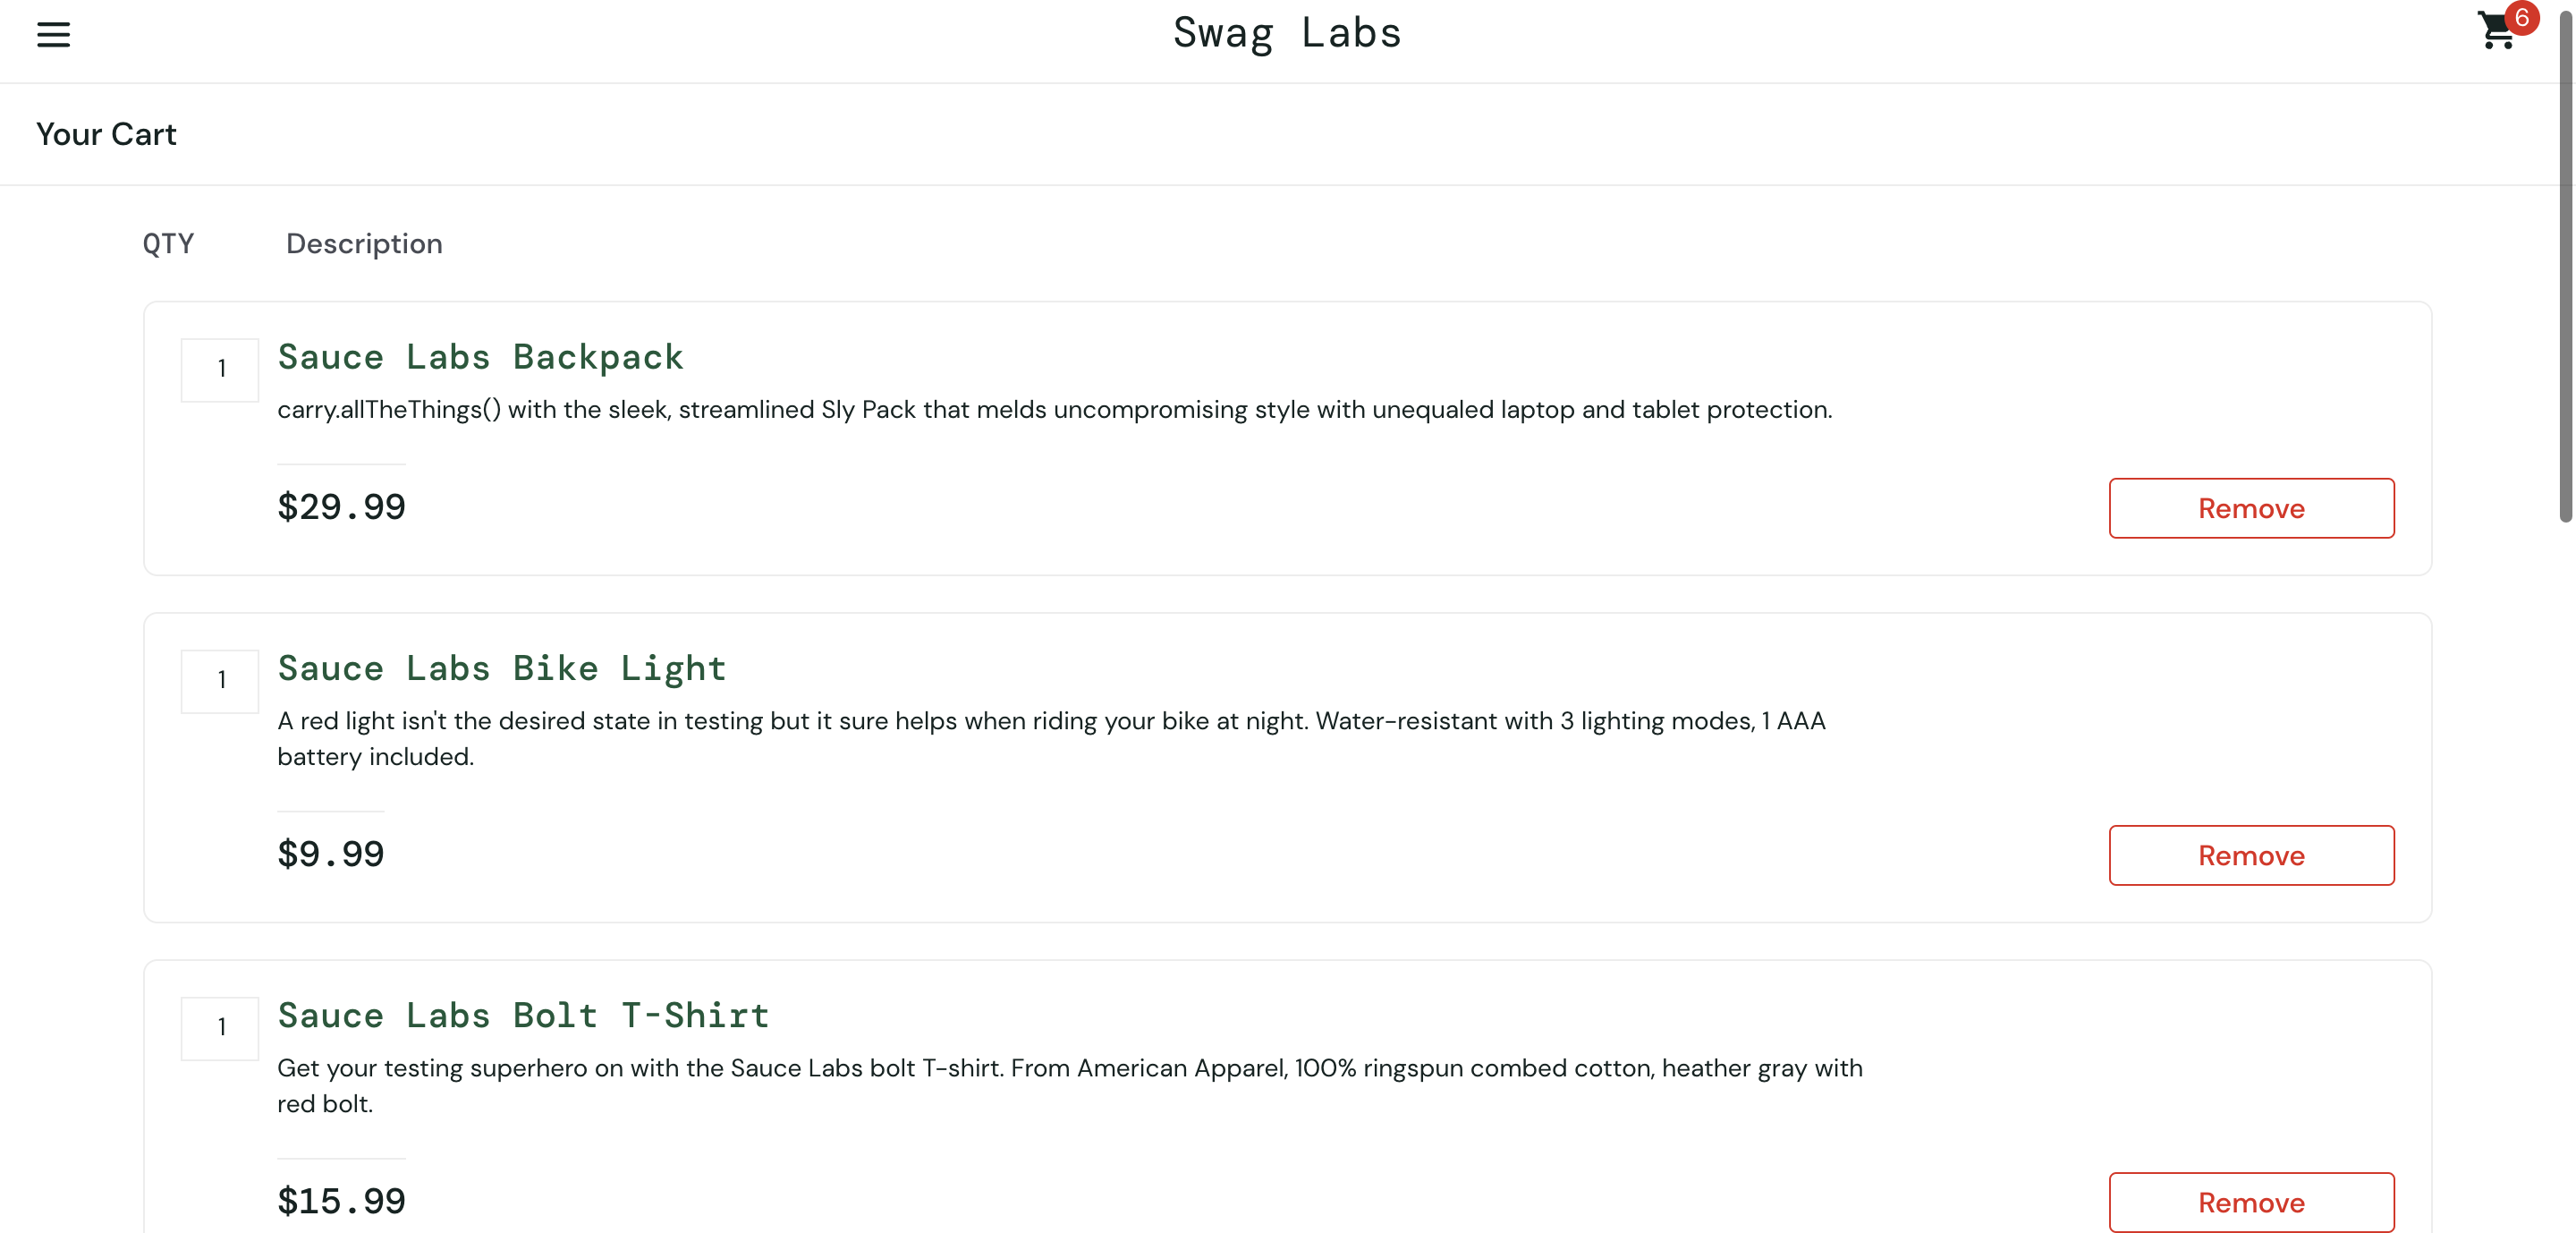 Swag Labs
6
Your Cart
QTY Description
1
Sauce Labs Backpack
carry.allTheThings() with the sleek, streamlined Sly Pack that melds uncompromising style with unequaled laptop and tablet protection.
$29.99
Remove
1
Sauce Labs Bike Light
A red light isn't the desired state in testing but it sure helps when riding your bike at night. Water-resistant with 3 lighting modes, 1 AAA
battery included.
$9.99
Remove
1
Sauce Labs Bolt T-Shirt
Get your testing superhero on with the Sauce Labs bolt T-shirt. From American Apparel, 100% ringspun combed cotton, heather gray with
red bolt.
$15.99
Remove